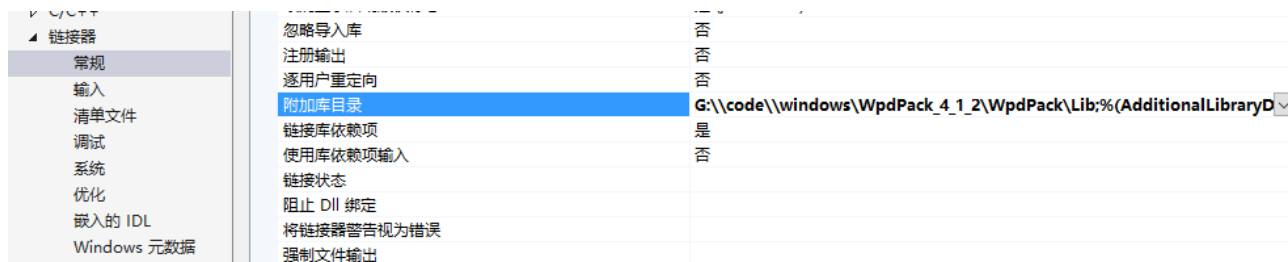 C/C++
链接器
常规
输入
清单文件
调试
系统
优化
嵌入的 IDL
Windows 元数据
忽略导入库 否
注册输出 否
逐用户重定向 否
附加库目录 G:\\code\\windows\WpdPack_4_1_2\WpdPack\Lib;%(AdditionalLibraryD
链接库依赖项 是
使用库依赖项输入 否
链接状态
阻止 Dll 绑定
将链接器警告视为错误
强制文件输出